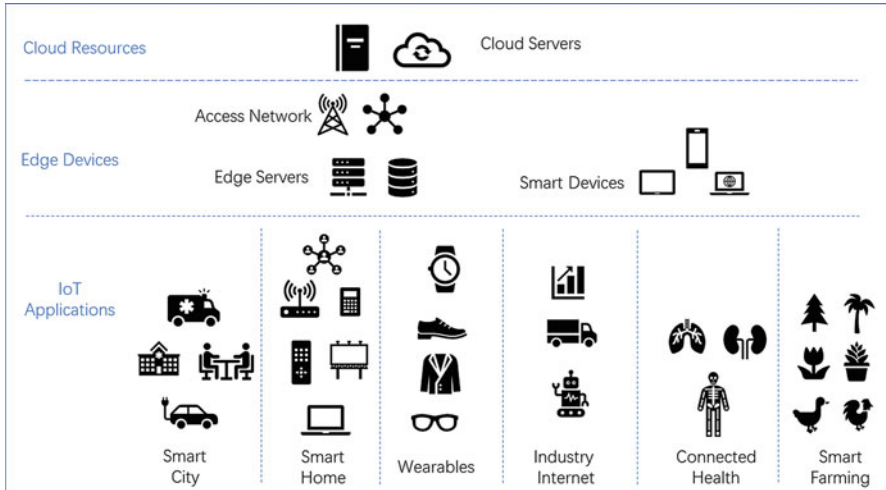 Cloud Resources
Cloud Servers
Access Network
Edge Devices
Edge Servers
Smart Devices
IoT
Applications
Smart
City
Smart
Home
Wearables
Industry
Internet
Connected
Health
Smart
Farming